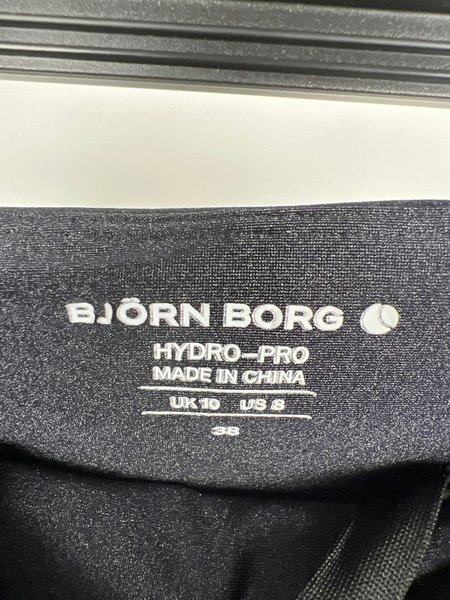 BJÖRN BORG
HYDRO-PRO
MADE IN CHINA
UK 10 US 8
38